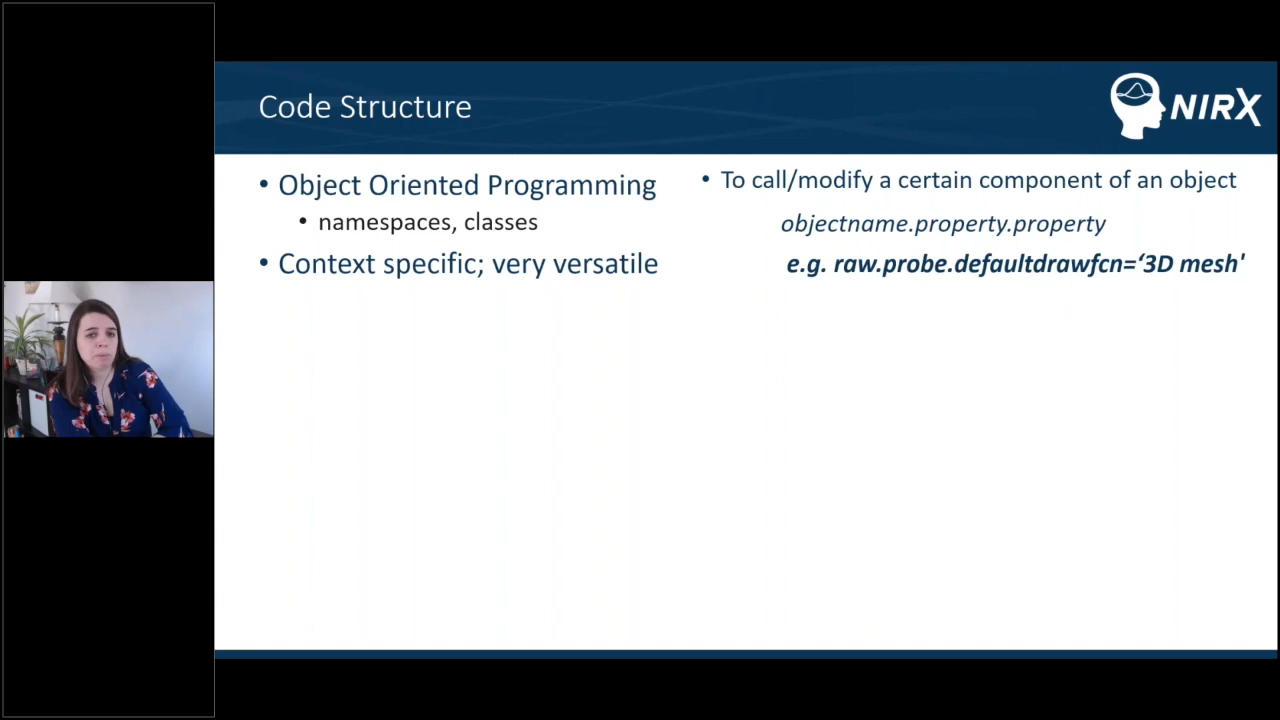 Code Structure
NIRX
• Object Oriented Programming
• namespaces, classes
• Context specific; very versatile
• To call/modify a certain component of an object
objectname.property.property
e.g. raw.probe.defaultdrawfcn=‘3D mesh'